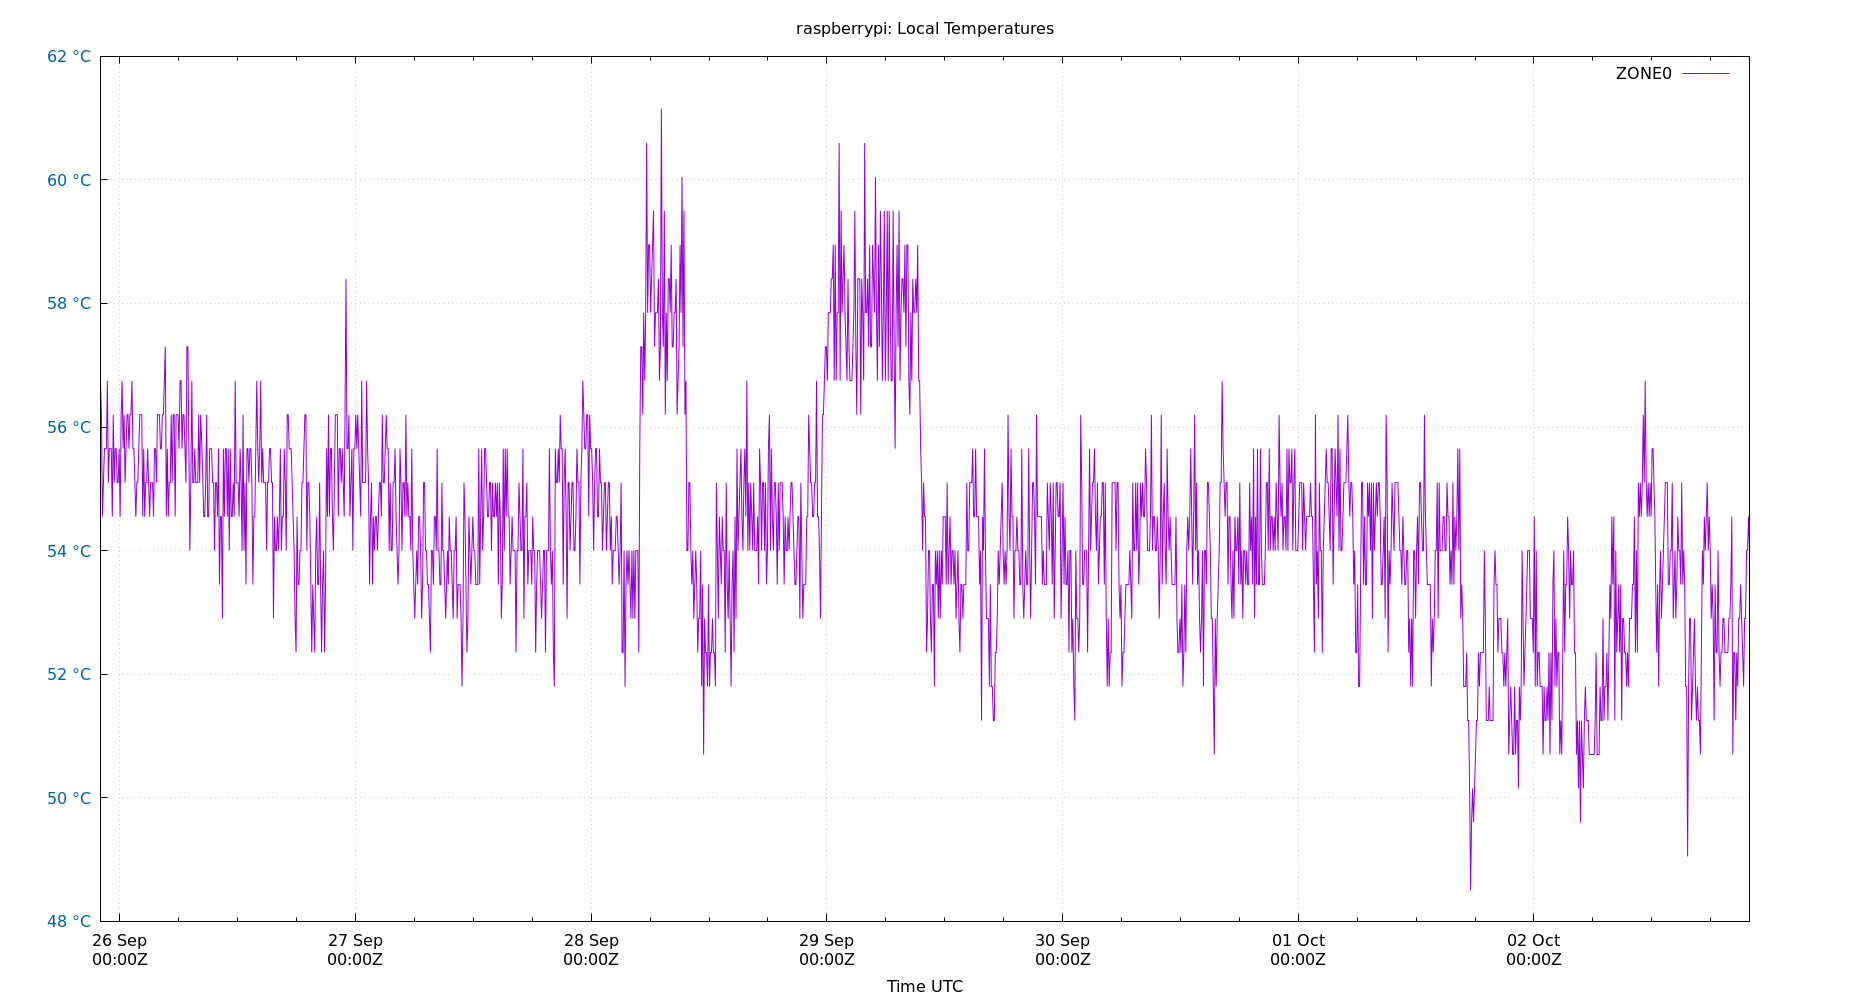 raspberrypi: Local Temperatures
62 °C
ZONE0
60 °C
58 °C
56 °C
54 °C
52 °C
50 °C
48 °C
26 Sep
00:00Z
27 Sep
00:00Z
28 Sep
00:00Z
29 Sep
00:00Z
30 Sep
00:00Z
01 Oct
00:00Z
02 Oct
00:00Z
Time UTC